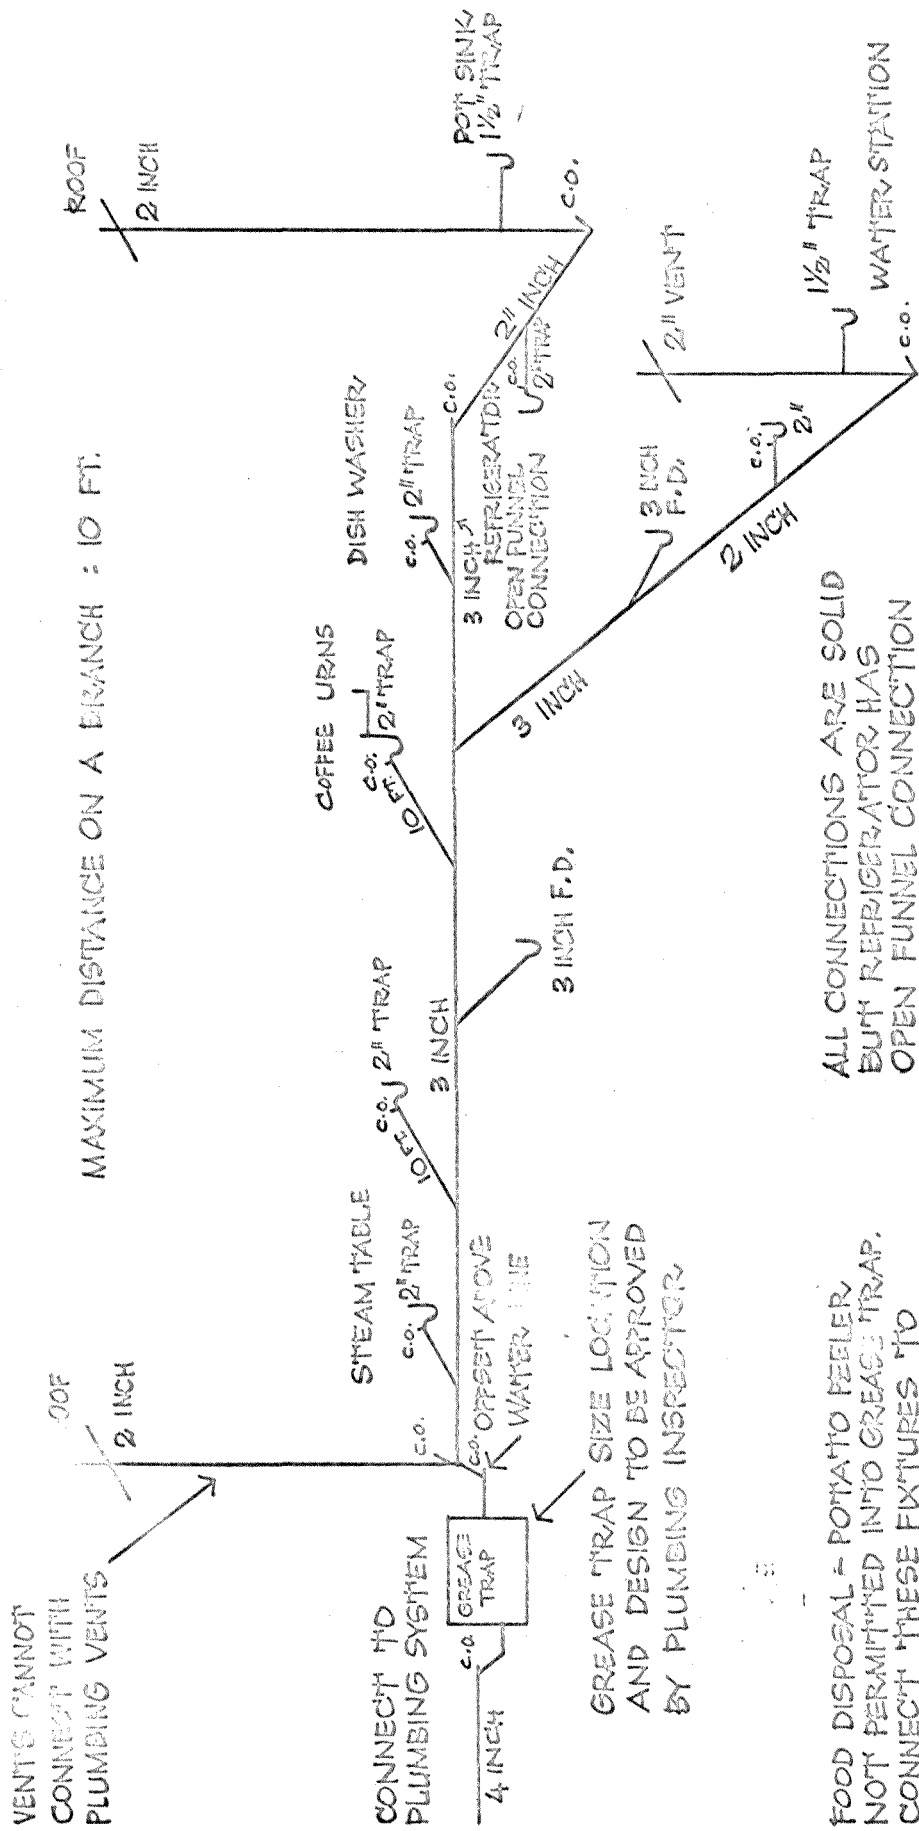 VENTS CANNOT
CONNECT WITH
PLUMBING VENTS
2 INCH
MAXIMUM DISTANCE ON A BRANCH = 10 FT.
ROOF
2 INCH
CONNECT TO
PLUMBING SYSTEM
4 INCH
C.O.
GREASE
TRAP
C.O.
C.O.
OFFSET ABOVE
WATER LINE
STEAM TABLE
C.O.
2" TRAP
10 FT.
C.O.
2" TRAP
3 INCH
3 INCH F.D.
COFFEE URNS
10 FT.
C.O.
2" TRAP
DISH WASHER
C.O.
2" TRAP
3 INCH
C.O.
REFRIGERATOR
OPEN FUNNEL
CONNECTION
2" INCH
C.O.
2" TRAP
POT SINK
1½" TRAP
C.O.
3 INCH
3 INCH
F.D.
2 INCH
C.O.
2"
2" VENT
1½" TRAP
WATER STATION
C.O.
GREASE TRAP SIZE LOCATION
AND DESIGN TO BE APPROVED
BY PLUMBING INSPECTOR
ALL CONNECTIONS ARE SOLID
BUT REFRIGERATOR HAS
OPEN FUNNEL CONNECTION
FOOD DISPOSAL - POTATO PEELER
NOT PERMITTED INTO GREASE TRAP.
CONNECT THESE FIXTURES TO